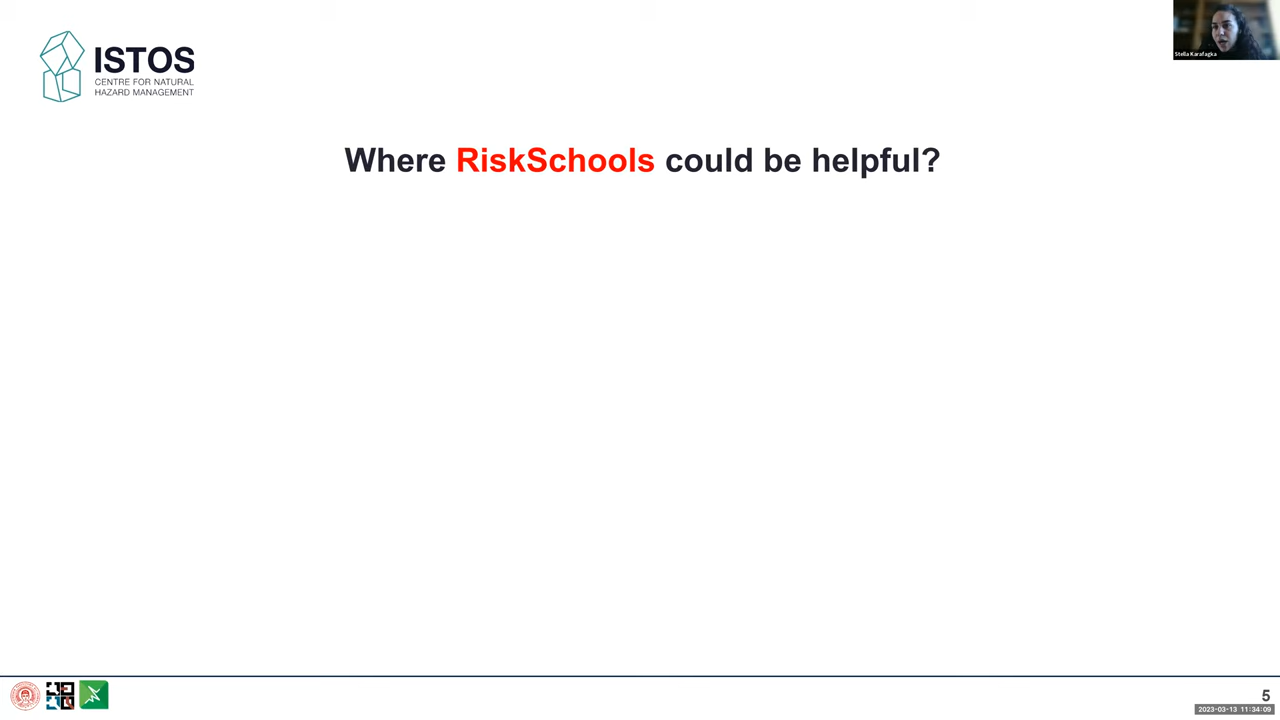 ISTOS
CENTRE FOR NATURAL
HAZARD MANAGEMENT
Stella Karafagka
Where RiskSchools could be helpful?
5
2023-03-13 11:34:09